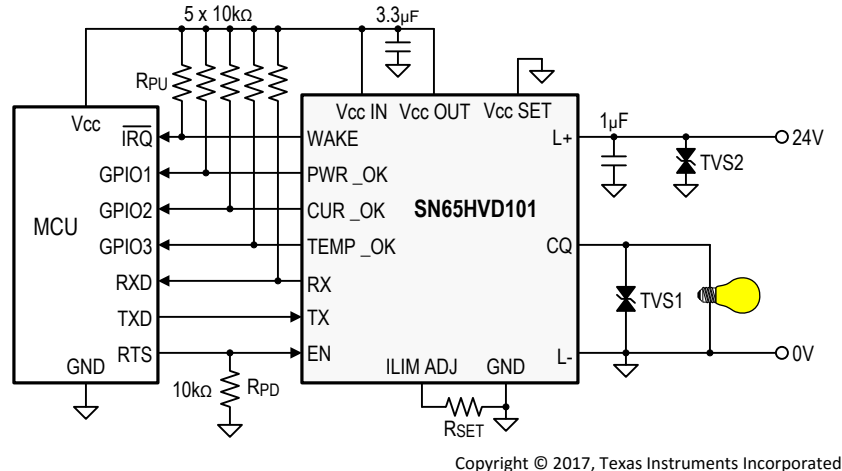 5 x 10kΩ
3.3µF
RPU
Vcc
Vcc IN
Vcc OUT
Vcc SET
IRQ
WAKE
L+
1µF
24V
GPIO1
PWR _OK
TVS2
GPIO2
CUR _OK
SN65HVD101
MCU
GPIO3
TEMP _OK
CQ
RXD
RX
TVS1
TXD
TX
RTS
EN
L-
0V
GND
ILIM ADJ
GND
10kΩ
RPD
RSET
Copyright © 2017, Texas Instruments Incorporated